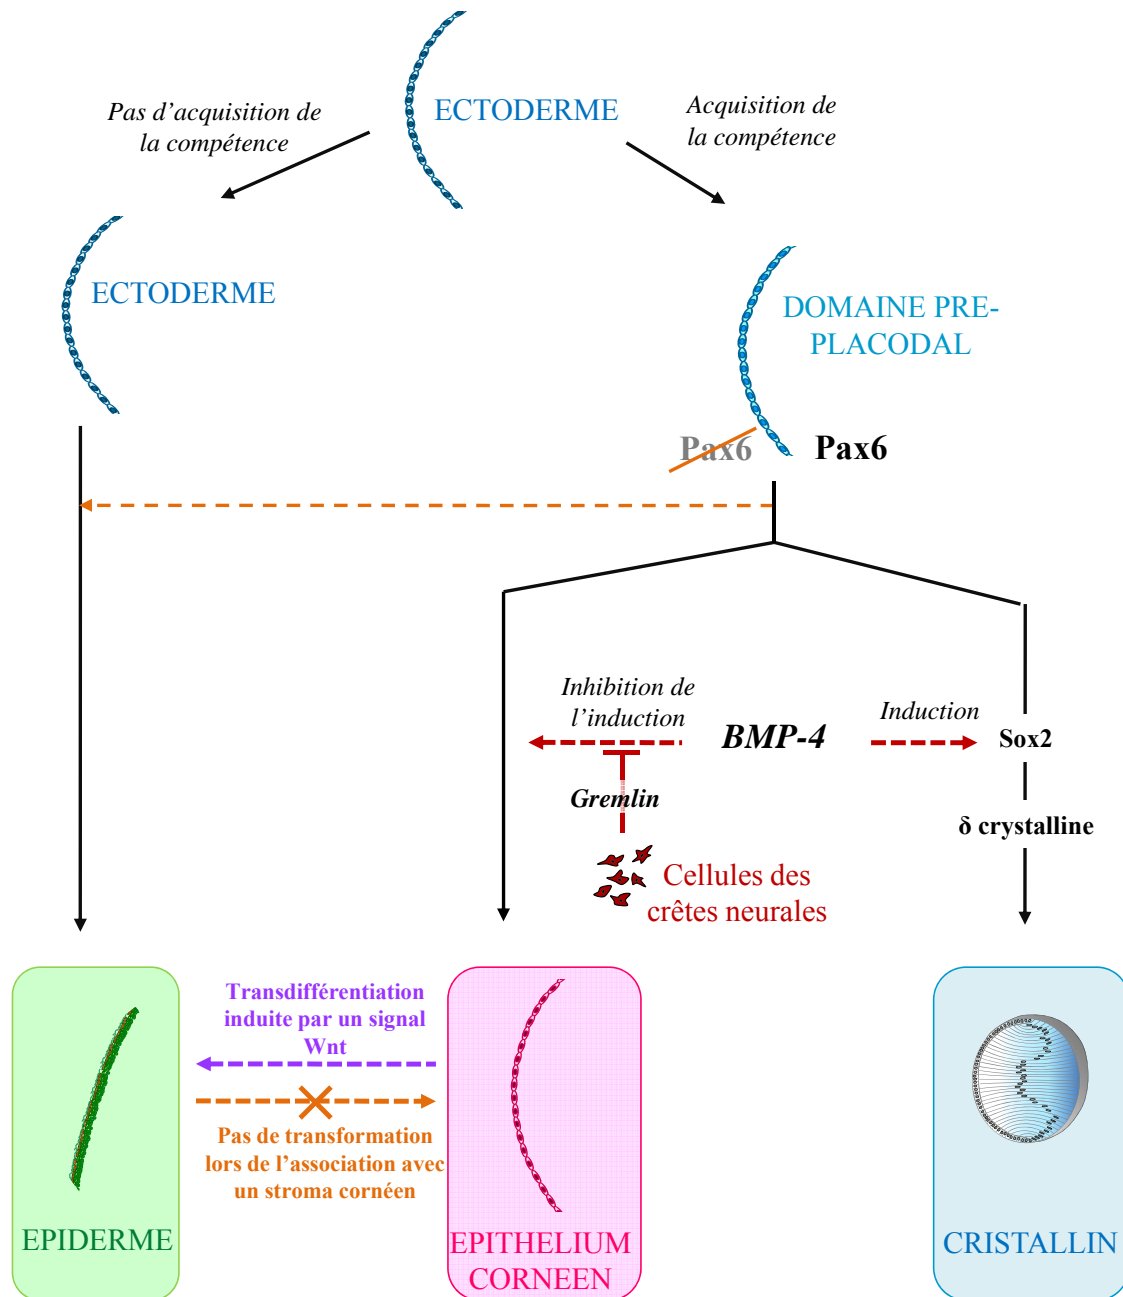 ECTODERME
Pas d'acquisition de
la compétence
Acquisition de
la compétence
ECTODERME
DOMAINE PRE-
PLACODAL
Pax6
Pax6
Inhibition de
l'induction
BMP-4
Induction
Sox2
Gremlin
δ crystalline
Cellules des
crêtes neurales
Transdifférentiation
induite par un signal
Wnt
Pas de transformation
lors de l'association avec
un stroma cornéen
EPIDERME
EPITHELIUM
CORNEEN
CRISTALLIN